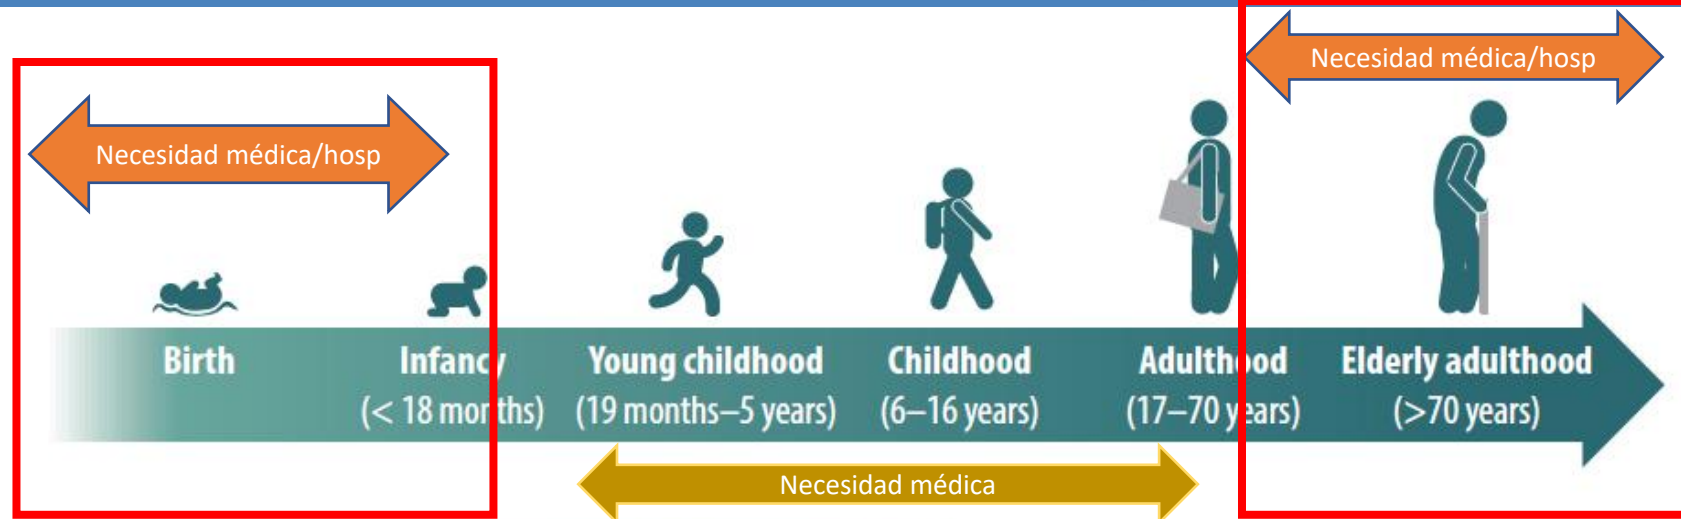 Necesidad médica/hosp
Necesidad médica/hosp
Birth
Infancy
(< 18 months)
Young childhood
(19 months–5 years)
Childhood
(6–16 years)
Adulthood
(17–70 years)
Elderly adulthood
(>70 years)
Necesidad médica